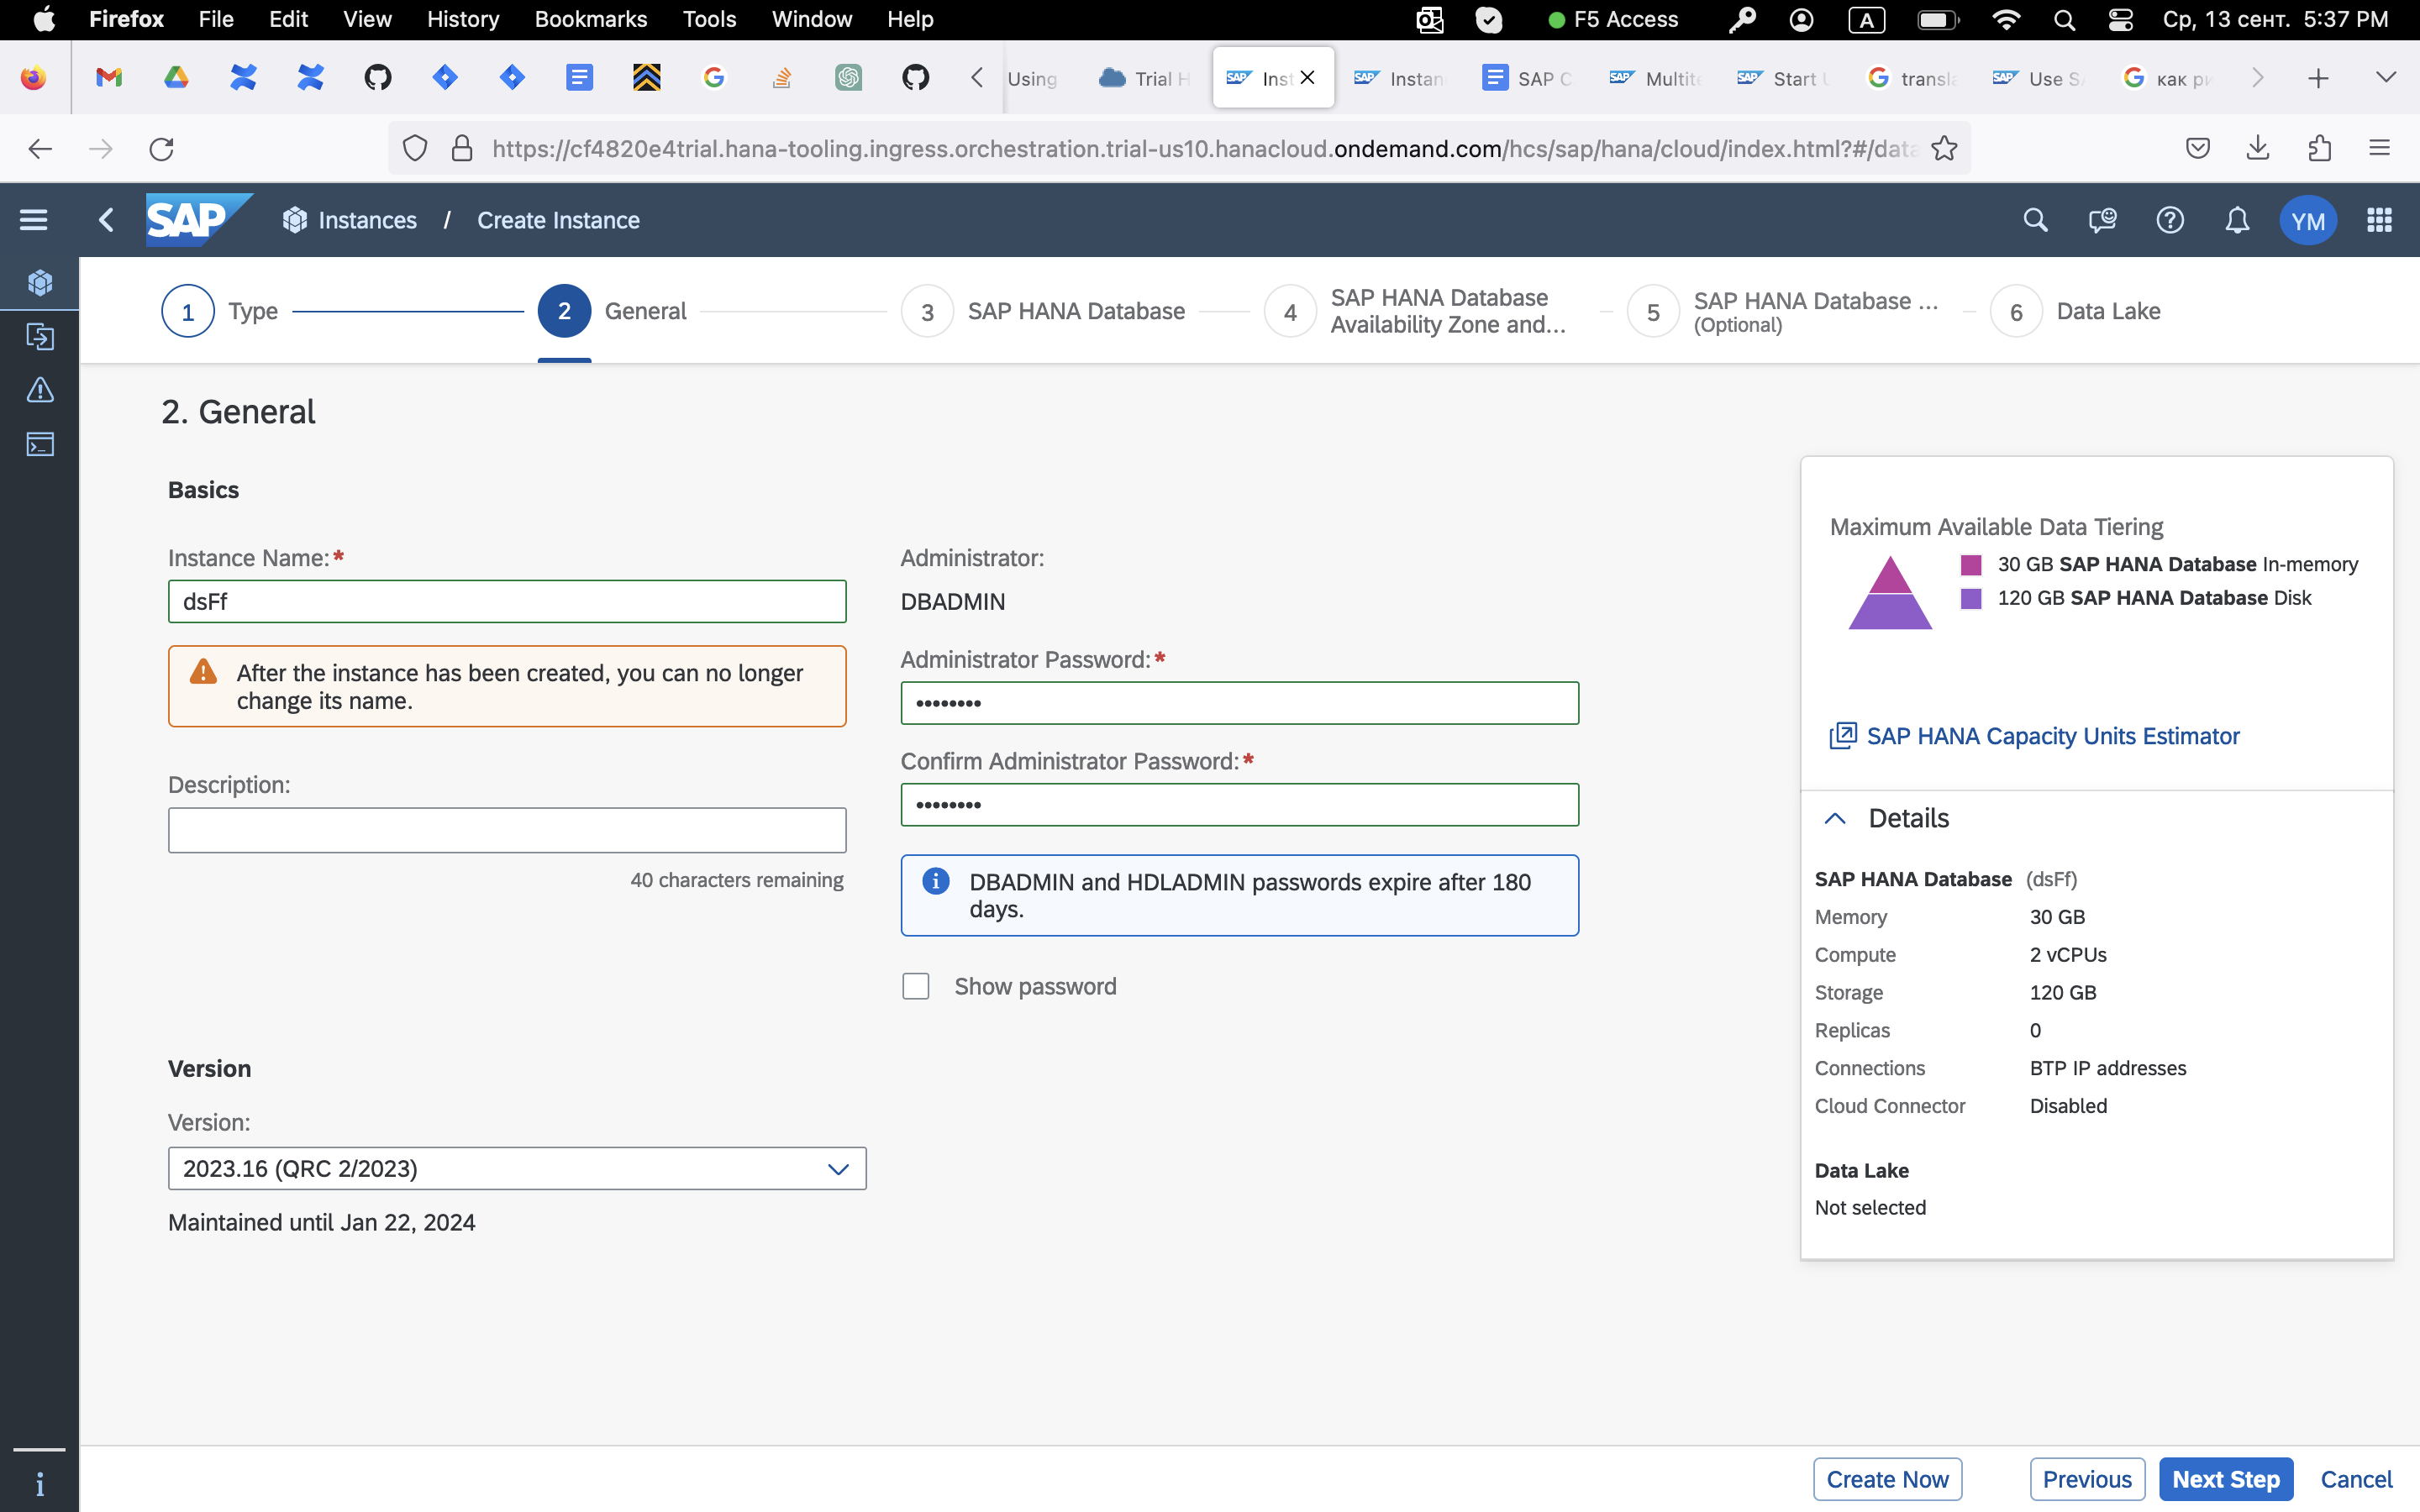 Firefox File Edit View History Bookmarks Tools Window Help F5 Access A Ср, 13 сент. 5:37 PM
Using Trial H SAP Inst SAP Instan SAP C SAP Multite SAP Start U transla SAP Use SA как ри
https://cf4820e4trial.hana-tooling.ingress.orchestration.trial-us10.hanacloud.ondemand.com/hcs/sap/hana/cloud/index.html?#/data
SAP Instances / Create Instance YM
1 Type
2 General
3 SAP HANA Database
4 SAP HANA Database
Availability Zone and...
5 SAP HANA Database ...
(Optional)
6 Data Lake
2. General
Basics
Instance Name:*
dsFf
After the instance has been created, you can no longer
change its name.
Description:
40 characters remaining
Administrator:
DBADMIN
Administrator Password:*
••••••••
Confirm Administrator Password:*
••••••••
DBADMIN and HDLADMIN passwords expire after 180
days.
Show password
Version
Version:
2023.16 (QRC 2/2023)
Maintained until Jan 22, 2024
Maximum Available Data Tiering
30 GB SAP HANA Database In-memory
120 GB SAP HANA Database Disk
SAP HANA Capacity Units Estimator
Details
SAP HANA Database (dsFf)
Memory 30 GB
Compute 2 vCPUs
Storage 120 GB
Replicas 0
Connections BTP IP addresses
Cloud Connector Disabled
Data Lake
Not selected
Create Now Previous Next Step Cancel